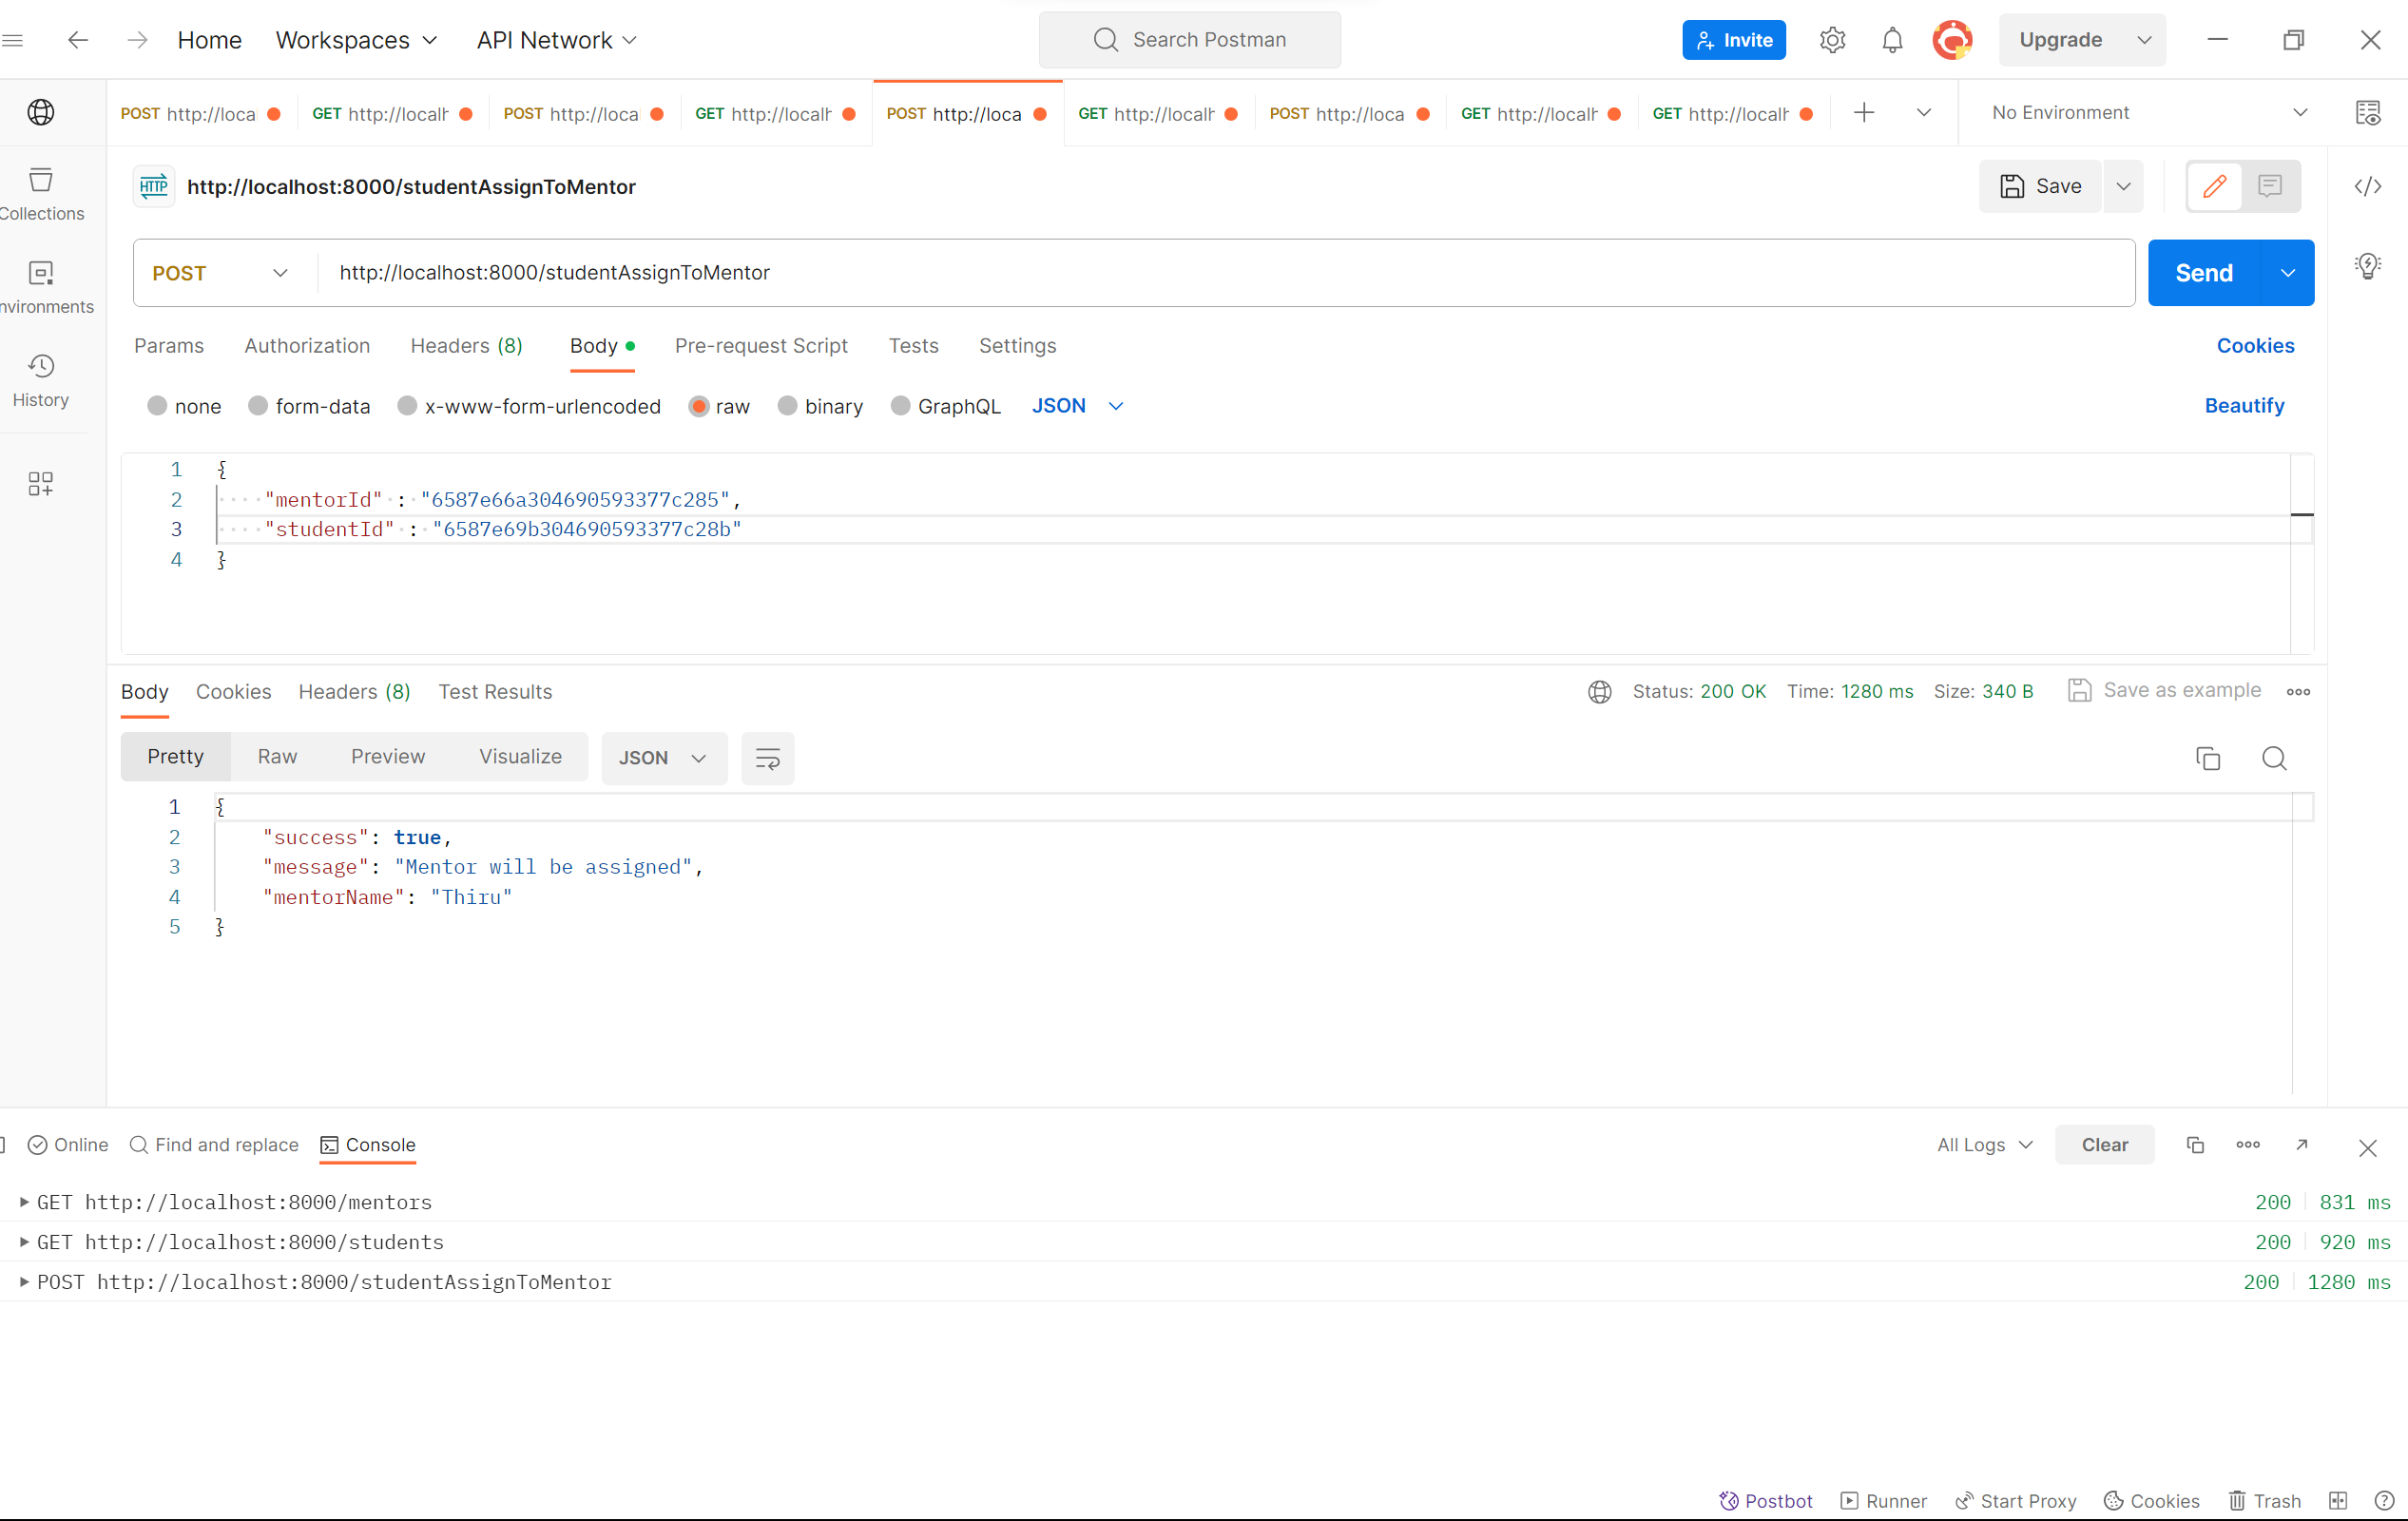 Home Workspaces API Network Search Postman Invite Upgrade
POST http://loca GET http://localh POST http://loca GET http://localh POST http://loca GET http://localh POST http://loca GET http://localh GET http://localh No Environment
HTTP http://localhost:8000/studentAssignToMentor Save
Collections
nvironments
History
POST http://localhost:8000/studentAssignToMentor Send
Params Authorization Headers (8) Body Pre-request Script Tests Settings Cookies
none form-data x-www-form-urlencoded raw binary GraphQL JSON Beautify
1 {
2 "mentorId" : "6587e66a304690593377c285",
3 "studentId" : "6587e69b304690593377c28b"
4 }
Body Cookies Headers (8) Test Results Status: 200 OK Time: 1280 ms Size: 340 B Save as example
Pretty Raw Preview Visualize JSON
1 {
2 "success": true,
3 "message": "Mentor will be assigned",
4 "mentorName": "Thiru"
5 }
Online Find and replace Console All Logs Clear
GET http://localhost:8000/mentors 200 831 ms
GET http://localhost:8000/students 200 920 ms
POST http://localhost:8000/studentAssignToMentor 200 1280 ms
Postbot Runner Start Proxy Cookies Trash